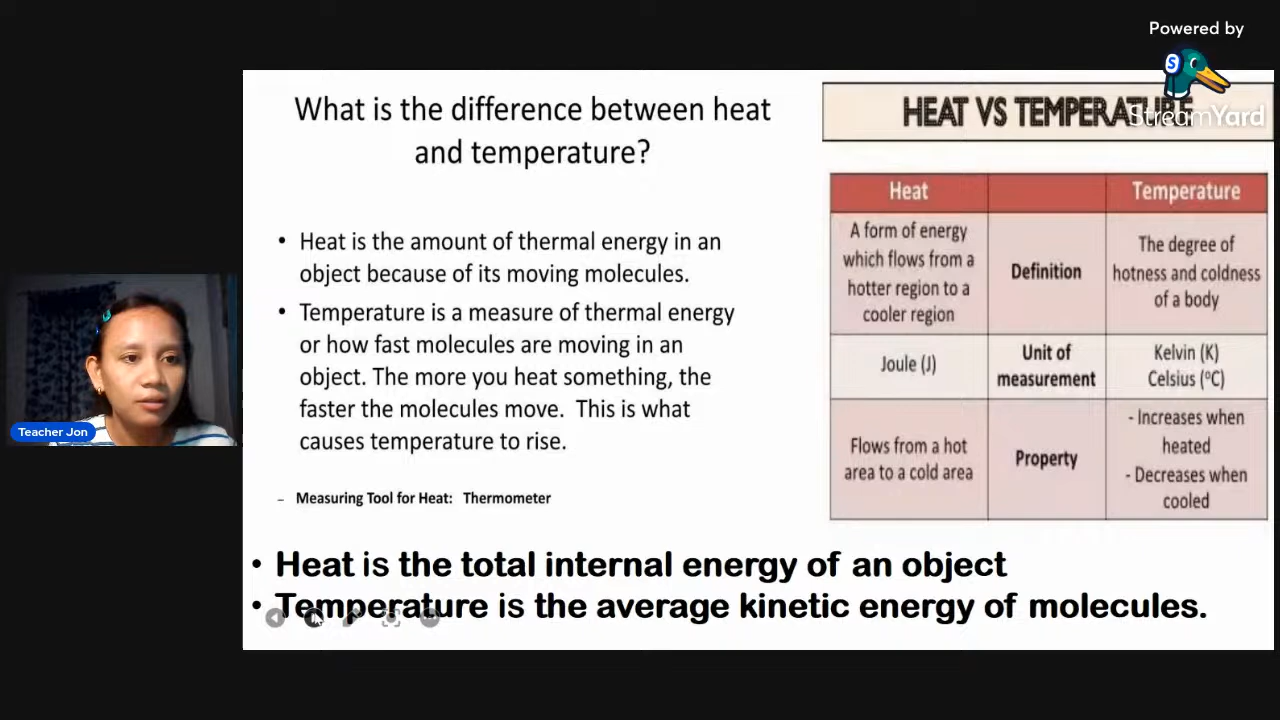 Powered by
StreamYard
What is the difference between heat
and temperature?
• Heat is the amount of thermal energy in an
object because of its moving molecules.
• Temperature is a measure of thermal energy
or how fast molecules are moving in an
object. The more you heat something, the
faster the molecules move. This is what
causes temperature to rise.
– Measuring Tool for Heat: Thermometer
HEAT VS TEMPERATURE
Heat
Temperature
A form of energy
which flows from a
hotter region to a
cooler region
Definition
The degree of
hotness and coldness
of a body
Joule (J)
Unit of
measurement
Kelvin (K)
Celsius (°C)
Flows from a hot
area to a cold area
Property
- Increases when
heated
- Decreases when
cooled
• Heat is the total internal energy of an object
• Temperature is the average kinetic energy of molecules.
Teacher Jon
S